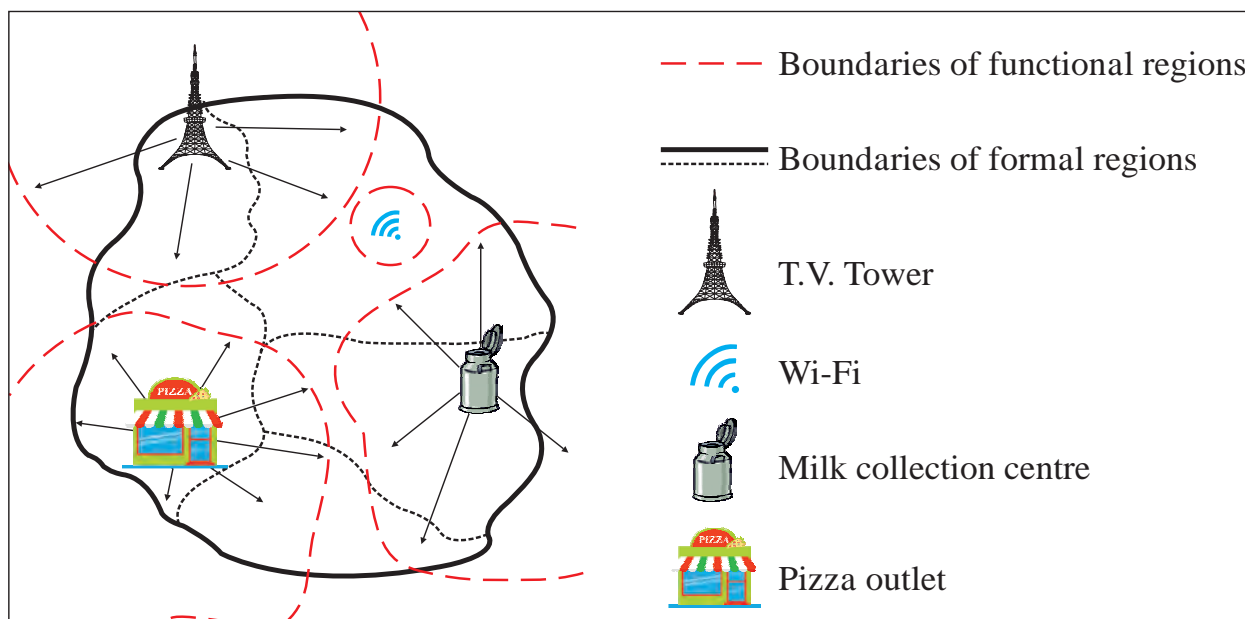 Boundaries of functional regions
Boundaries of formal regions
T.V. Tower
Wi-Fi
PIZZA
Milk collection centre
PIZZA
Pizza outlet